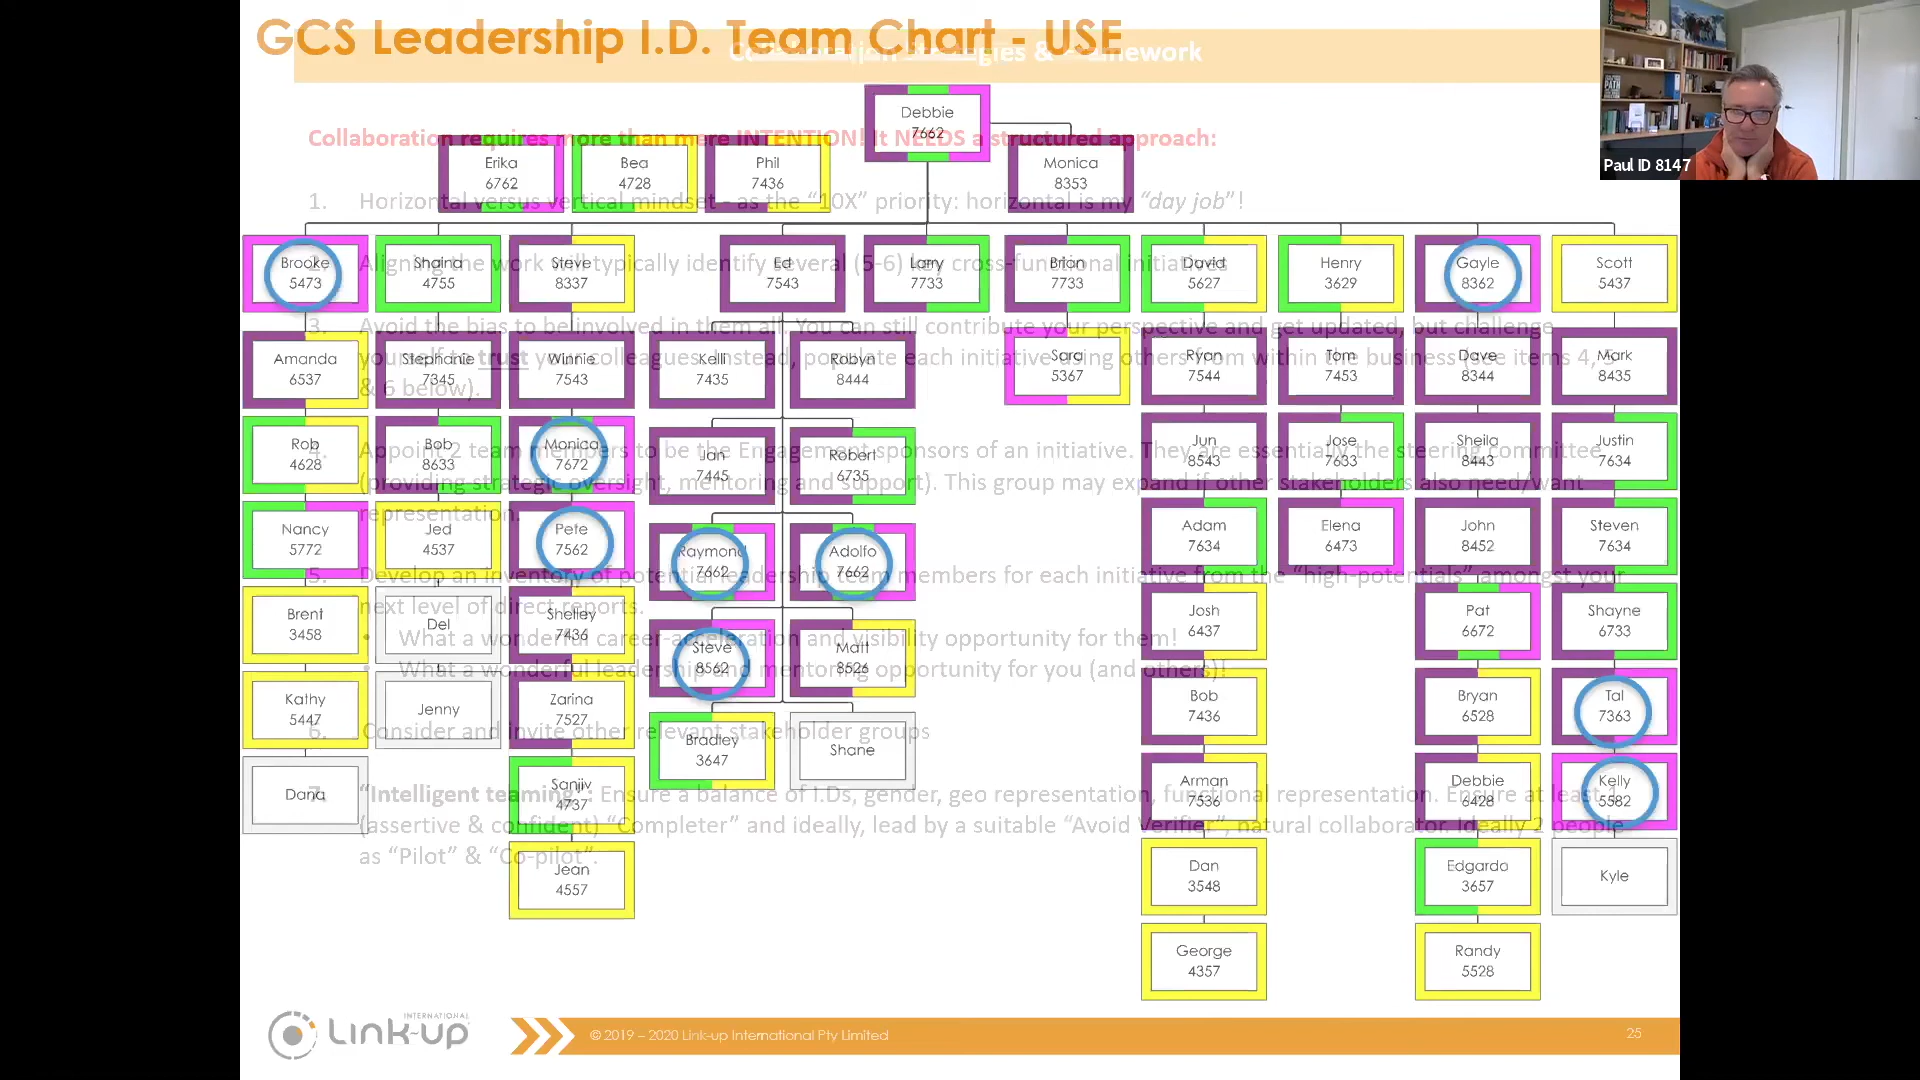 GCS Leadership I.D. Team Chart - USE
Collaboration Strategies & Framework
Paul ID 8147
Debbie
7662
Collaboration requires more than mere INTENTION! It NEEDS a structured approach:
Erika
6762
Bea
4728
Phil
7436
Monica
8353
1. Horizontal versus vertical mindset - as the “10X” priority: horizontal is my “day job”!
Brooke
5473
Shaina
4755
Steve
8337
Ed
7543
Larry
7733
Brian
7733
David
5627
Henry
3629
Gayle
8362
Scott
5437
2. Aligning the work will typically identify several (5-6) key cross-functional initiatives
3. Avoid the bias to be involved in them all. You can still contribute your perspective and get updated, but challenge
yourself to trust your colleagues. Instead, populate each initiative using others from within the business (see items 4, 5
& 6 below).
Amanda
6537
Stephanie
7345
Winnie
7543
Kelli
7435
Robyn
8444
Sara
5367
Ryan
7544
Tom
7453
Dave
8344
Mark
8435
Rob
4628
Bob
8633
Monica
7672
Jan
7445
Robert
6735
Jun
8543
Jose
7633
Sheila
8443
Justin
7634
4. Appoint 2 team members to be the Engagement sponsors of an initiative. They are essentially the steering committee
(providing strategic oversight, mentoring and support). This group may expand if other stakeholders also need/want
representation.
Nancy
5772
Jed
4537
Pete
7562
Raymond
7662
Adolfo
7662
Adam
7634
Elena
6473
John
8452
Steven
7634
5. Develop an inventory of potential leadership team members for each initiative from the “high-potentials” amongst your
next level of direct reports.
• What a wonderful career-acceleration and visibility opportunity for them!
• What a wonderful leadership and mentoring opportunity for you (and others)!
Brent
3458
Del
Shelley
7436
Steve
8562
Matt
8526
Josh
6437
Pat
6672
Shayne
6733
Kathy
5447
Jenny
Zarina
7527
Bradley
3647
Shane
Bob
7436
Bryan
6528
Tal
7363
6. Consider and invite other relevant stakeholder groups
Dana
Sanjiv
4737
Arman
7536
Debbie
6428
Kelly
5582
7. “Intelligent teaming”: Ensure a balance of I.Ds, gender, geo representation, functional representation. Ensure at least 1
(assertive & confident) “Completer” and ideally, lead by a suitable “Avoid Verifier”, natural collaborator. Ideally 2 people
as “Pilot” & “Co-pilot”.
Jean
4557
Dan
3548
Edgardo
3657
Kyle
George
4357
Randy
5528
Link-up INTERNATIONAL
© 2019 – 2020 Link-up International Pty Limited
25